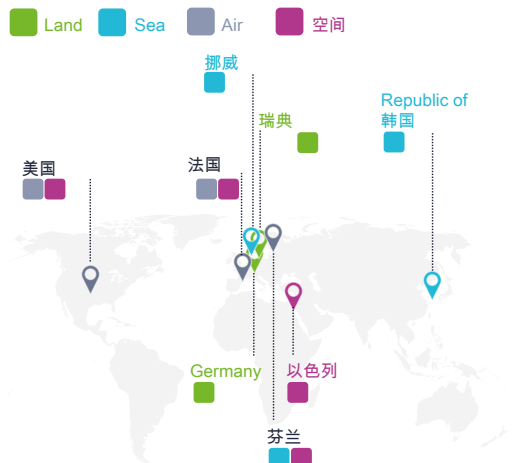 Land Sea Air 空间
挪威
瑞典
Republic of
韩国
美国
法国
Germany
以色列
芬兰